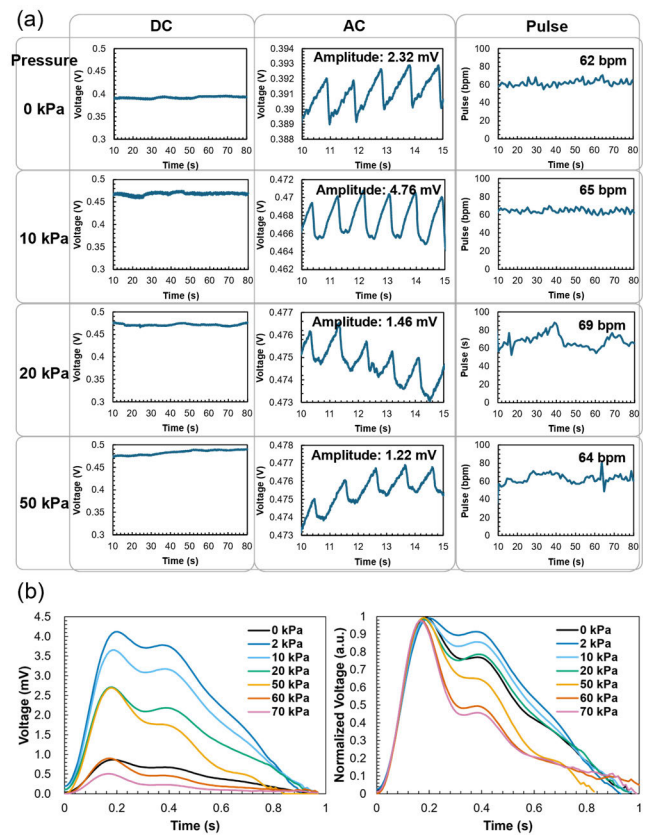 (a)
DC AC Pulse
Pressure
0 kPa
Voltage (V)
0.5
0.4
0.3
10 20 30 40 50 60 70 80
Time (s)
Amplitude: 2.32 mV
Voltage (V)
0.394
0.393
0.392
0.391
0.39
0.389
0.388
10 11 12 13 14 15
Time (s)
62 bpm
Pulse (bpm)
100
80
60
40
20
0
10 20 30 40 50 60 70 80
Time (s)
10 kPa
Voltage (V)
0.5
0.45
0.4
0.35
0.3
10 20 30 40 50 60 70 80
Time (s)
Amplitude: 4.76 mV
Voltage (V)
0.472
0.47
0.468
0.466
0.464
0.462
10 11 12 13 14 15
Time (s)
65 bpm
Pulse (bpm)
100
80
60
40
20
0
10 20 30 40 50 60 70 80
Time (s)
20 kPa
Voltage (V)
0.5
0.45
0.4
0.35
0.3
10 20 30 40 50 60 70 80
Time (s)
Amplitude: 1.46 mV
Voltage (V)
0.477
0.476
0.475
0.474
0.473
10 11 12 13 14 15
Time (s)
69 bpm
Pulse (s)
100
80
60
40
20
0
10 20 30 40 50 60 70 80
Time (s)
50 kPa
Voltage (V)
0.5
0.45
0.4
0.35
0.3
10 20 30 40 50 60 70 80
Time (s)
Amplitude: 1.22 mV
Voltage (V)
0.478
0.477
0.476
0.475
0.474
0.473
10 11 12 13 14 15
Time (s)
64 bpm
Pulse (bpm)
100
80
60
40
20
0
10 20 30 40 50 60 70 80
Time (s)
(b)
Voltage (mV)
4.5
4.0
3.5
3.0
2.5
2.0
1.5
1.0
0.5
0.0
0 0.2 0.4 0.6 0.8 1
Time (s)
0 kPa
2 kPa
10 kPa
20 kPa
50 kPa
60 kPa
70 kPa
Normalized Voltage (a.u.)
1
0.9
0.8
0.7
0.6
0.5
0.4
0.3
0.2
0.1
0
0 0.2 0.4 0.6 0.8 1
Time (s)
0 kPa
2 kPa
10 kPa
20 kPa
50 kPa
60 kPa
70 kPa